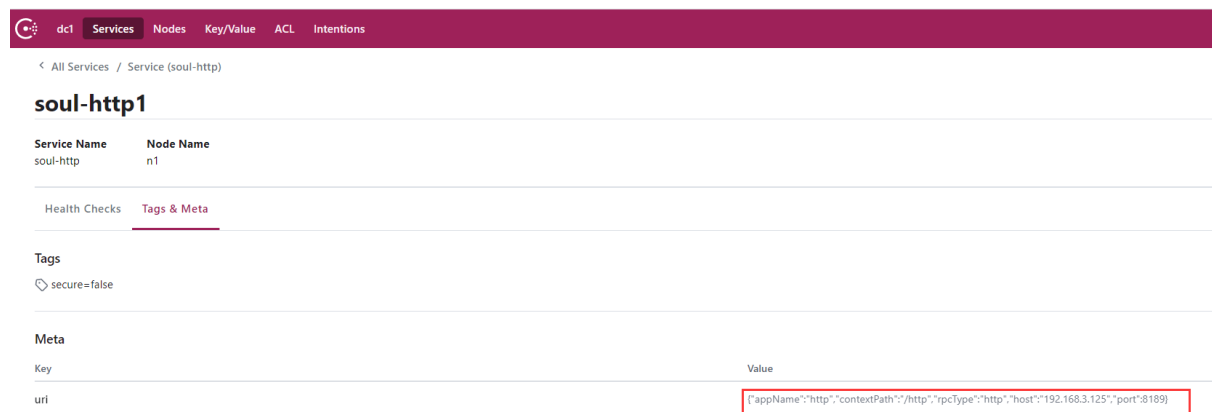 dc1 Services Nodes Key/Value ACL Intentions
All Services / Service (soul-http)
soul-http1
Service Name Node Name
soul-http n1
Health Checks Tags & Meta
Tags
secure=false
Meta
Key Value
uri {"appName":"http","contextPath":"/http","rpcType":"http","host":"192.168.3.125","port":8189}